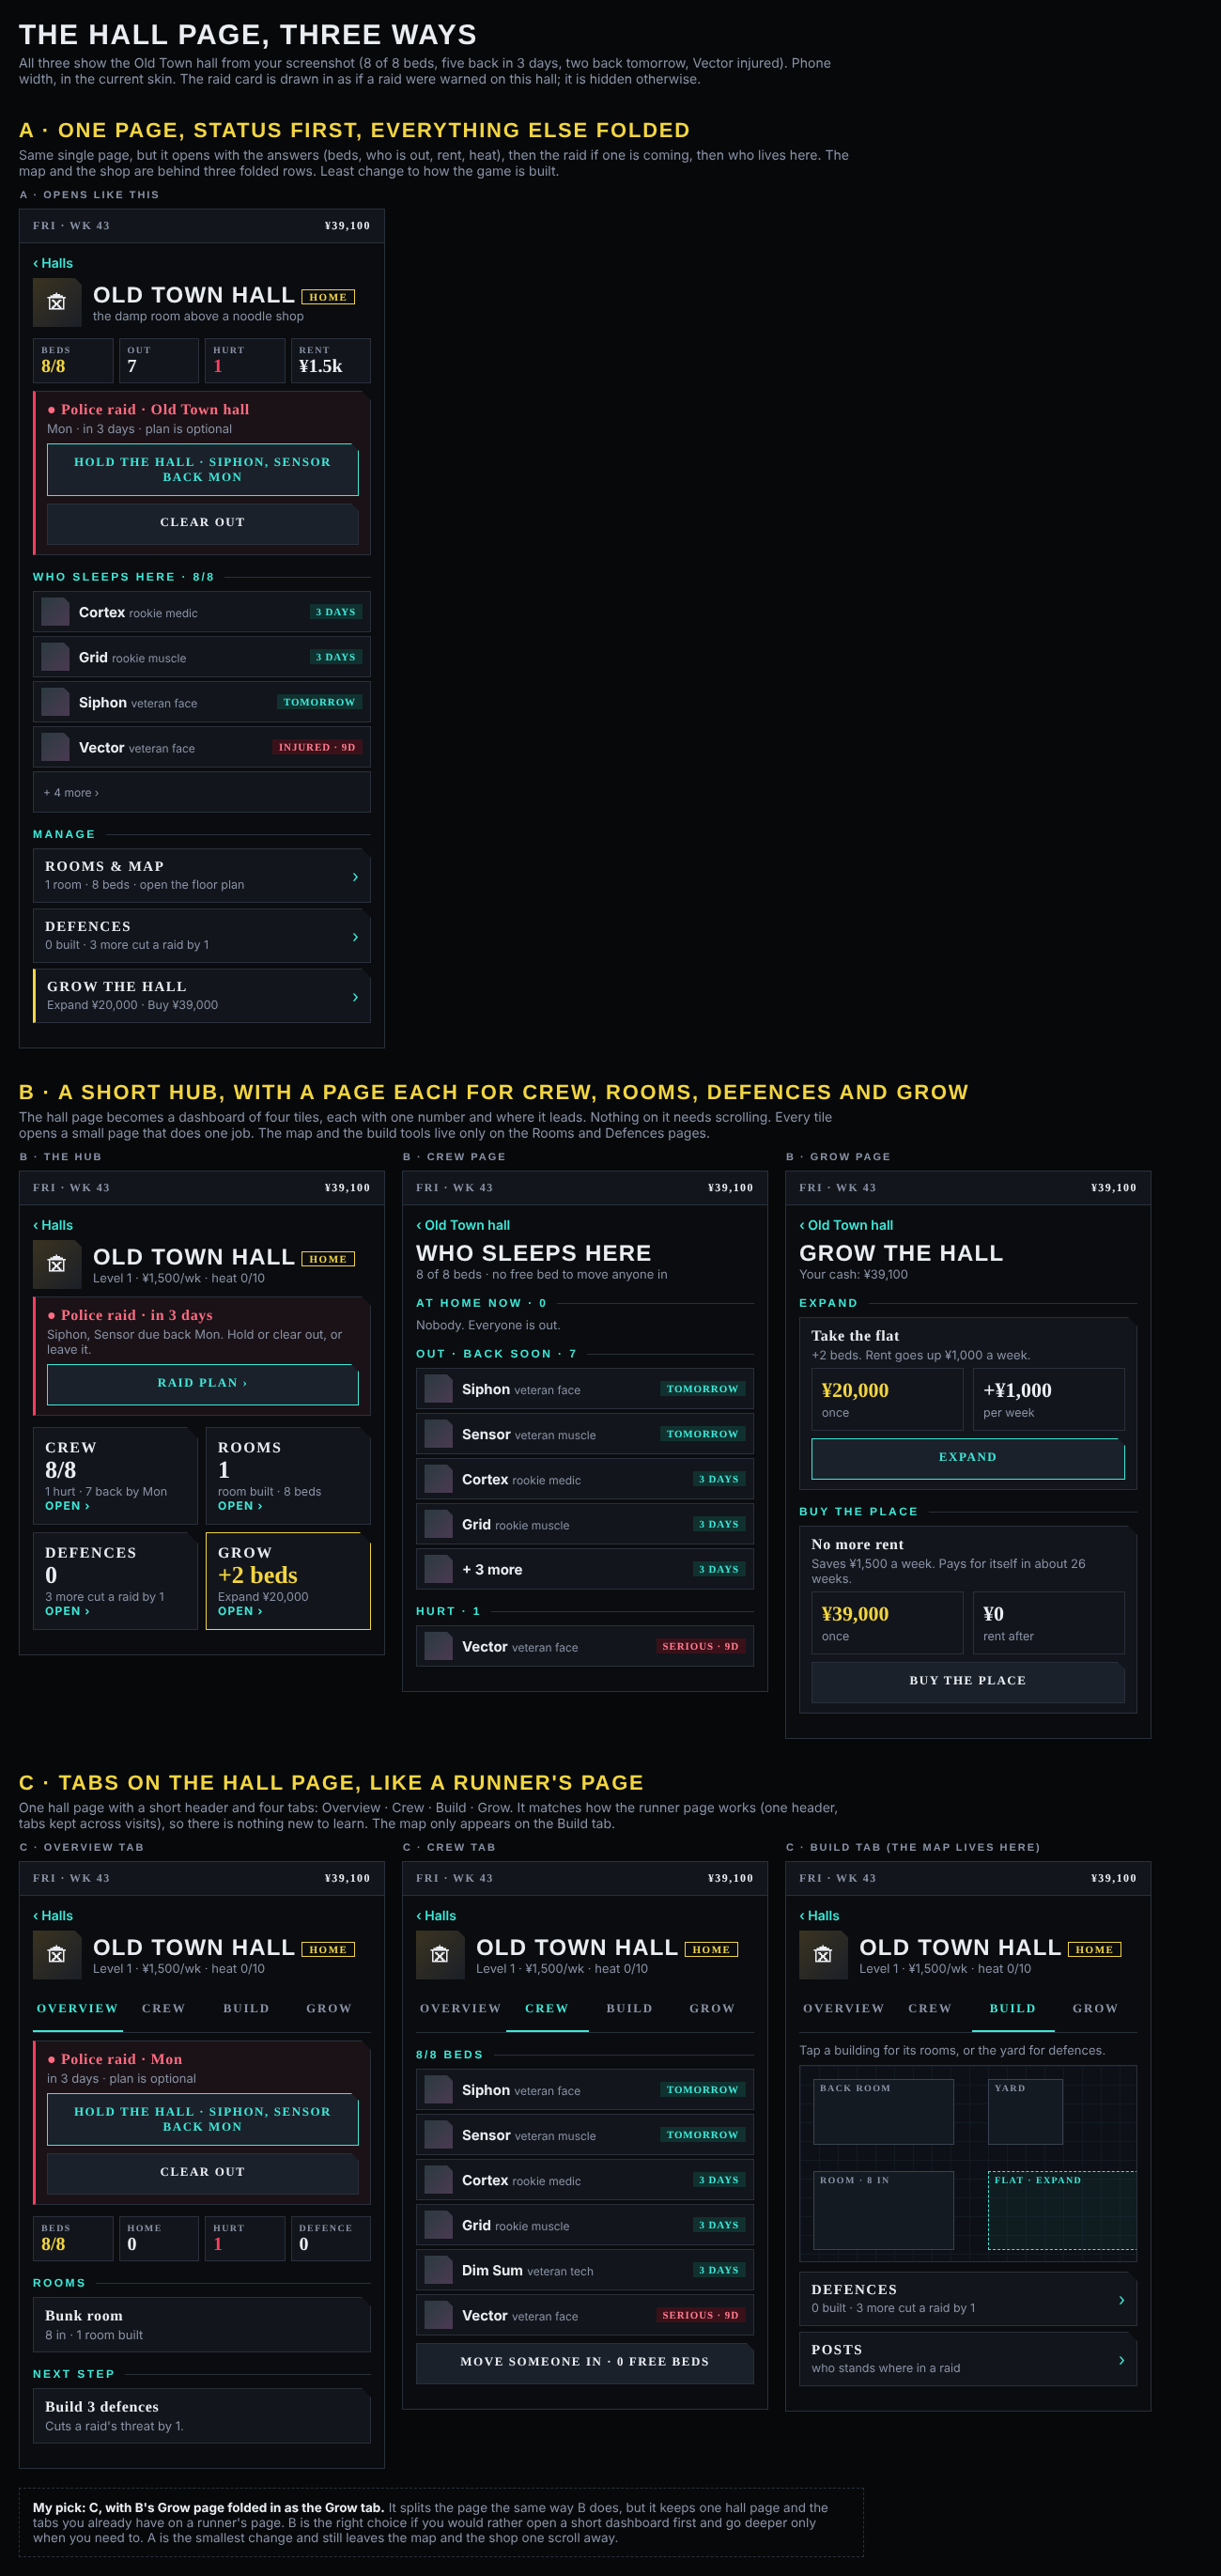 THE HALL PAGE, THREE WAYS
All three show the Old Town hall from your screenshot (8 of 8 beds, five back in 3 days, two back tomorrow, Vector injured). Phone
width, in the current skin. The raid card is drawn in as if a raid were warned on this hall; it is hidden otherwise.
A · ONE PAGE, STATUS FIRST, EVERYTHING ELSE FOLDED
Same single page, but it opens with the answers (beds, who is out, rent, heat), then the raid if one is coming, then who lives here. The
map and the shop are behind three folded rows. Least change to how the game is built.
A · OPENS LIKE THIS
FRI · WK 43 ¥39,100
‹ Halls
OLD TOWN HALL HOME
the damp room above a noodle shop
BEDS OUT HURT RENT
8/8 7 1 ¥1.5k
● Police raid · Old Town hall
Mon · in 3 days · plan is optional
HOLD THE HALL · SIPHON, SENSOR
BACK MON
CLEAR OUT
WHO SLEEPS HERE · 8/8
Cortex rookie medic 3 DAYS
Grid rookie muscle 3 DAYS
Siphon veteran face TOMORROW
Vector veteran face INJURED · 9D
+ 4 more ›
MANAGE
ROOMS & MAP
1 room · 8 beds · open the floor plan ›
DEFENCES
0 built · 3 more cut a raid by 1 ›
GROW THE HALL
Expand ¥20,000 · Buy ¥39,000 ›
B · A SHORT HUB, WITH A PAGE EACH FOR CREW, ROOMS, DEFENCES AND GROW
The hall page becomes a dashboard of four tiles, each with one number and where it leads. Nothing on it needs scrolling. Every tile
opens a small page that does one job. The map and the build tools live only on the Rooms and Defences pages.
B · THE HUB
FRI · WK 43 ¥39,100
‹ Halls
OLD TOWN HALL HOME
Level 1 · ¥1,500/wk · heat 0/10
● Police raid · in 3 days
Siphon, Sensor due back Mon. Hold or clear out, or
leave it.
RAID PLAN ›
CREW
8/8
1 hurt · 7 back by Mon
OPEN ›
ROOMS
1
room built · 8 beds
OPEN ›
DEFENCES
0
3 more cut a raid by 1
OPEN ›
GROW
+2 beds
Expand ¥20,000
OPEN ›
B · CREW PAGE
FRI · WK 43 ¥39,100
‹ Old Town hall
WHO SLEEPS HERE
8 of 8 beds · no free bed to move anyone in
AT HOME NOW · 0
Nobody. Everyone is out.
OUT · BACK SOON · 7
Siphon veteran face TOMORROW
Sensor veteran muscle TOMORROW
Cortex rookie medic 3 DAYS
Grid rookie muscle 3 DAYS
+ 3 more 3 DAYS
HURT · 1
Vector veteran face SERIOUS · 9D
B · GROW PAGE
FRI · WK 43 ¥39,100
‹ Old Town hall
GROW THE HALL
Your cash: ¥39,100
EXPAND
Take the flat
+2 beds. Rent goes up ¥1,000 a week.
¥20,000 +¥1,000
once per week
EXPAND
BUY THE PLACE
No more rent
Saves ¥1,500 a week. Pays for itself in about 26
weeks.
¥39,000 ¥0
once rent after
BUY THE PLACE
C · TABS ON THE HALL PAGE, LIKE A RUNNER'S PAGE
One hall page with a short header and four tabs: Overview · Crew · Build · Grow. It matches how the runner page works (one header,
tabs kept across visits), so there is nothing new to learn. The map only appears on the Build tab.
C · OVERVIEW TAB
FRI · WK 43 ¥39,100
‹ Halls
OLD TOWN HALL HOME
Level 1 · ¥1,500/wk · heat 0/10
OVERVIEW CREW BUILD GROW
● Police raid · Mon
in 3 days · plan is optional
HOLD THE HALL · SIPHON, SENSOR
BACK MON
CLEAR OUT
BEDS HOME HURT DEFENCE
8/8 0 1 0
ROOMS
Bunk room
8 in · 1 room built
NEXT STEP
Build 3 defences
Cuts a raid's threat by 1.
C · CREW TAB
FRI · WK 43 ¥39,100
‹ Halls
OLD TOWN HALL HOME
Level 1 · ¥1,500/wk · heat 0/10
OVERVIEW CREW BUILD GROW
8/8 BEDS
Siphon veteran face TOMORROW
Sensor veteran muscle TOMORROW
Cortex rookie medic 3 DAYS
Grid rookie muscle 3 DAYS
Dim Sum veteran tech 3 DAYS
Vector veteran face SERIOUS · 9D
MOVE SOMEONE IN · 0 FREE BEDS
C · BUILD TAB (THE MAP LIVES HERE)
FRI · WK 43 ¥39,100
‹ Halls
OLD TOWN HALL HOME
Level 1 · ¥1,500/wk · heat 0/10
OVERVIEW CREW BUILD GROW
Tap a building for its rooms, or the yard for defences.
BACK ROOM YARD
ROOM · 8 IN FLAT · EXPAND
DEFENCES
0 built · 3 more cut a raid by 1 ›
POSTS
who stands where in a raid ›
My pick: C, with B's Grow page folded in as the Grow tab. It splits the page the same way B does, but it keeps one hall page and the
tabs you already have on a runner's page. B is the right choice if you would rather open a short dashboard first and go deeper only
when you need to. A is the smallest change and still leaves the map and the shop one scroll away.